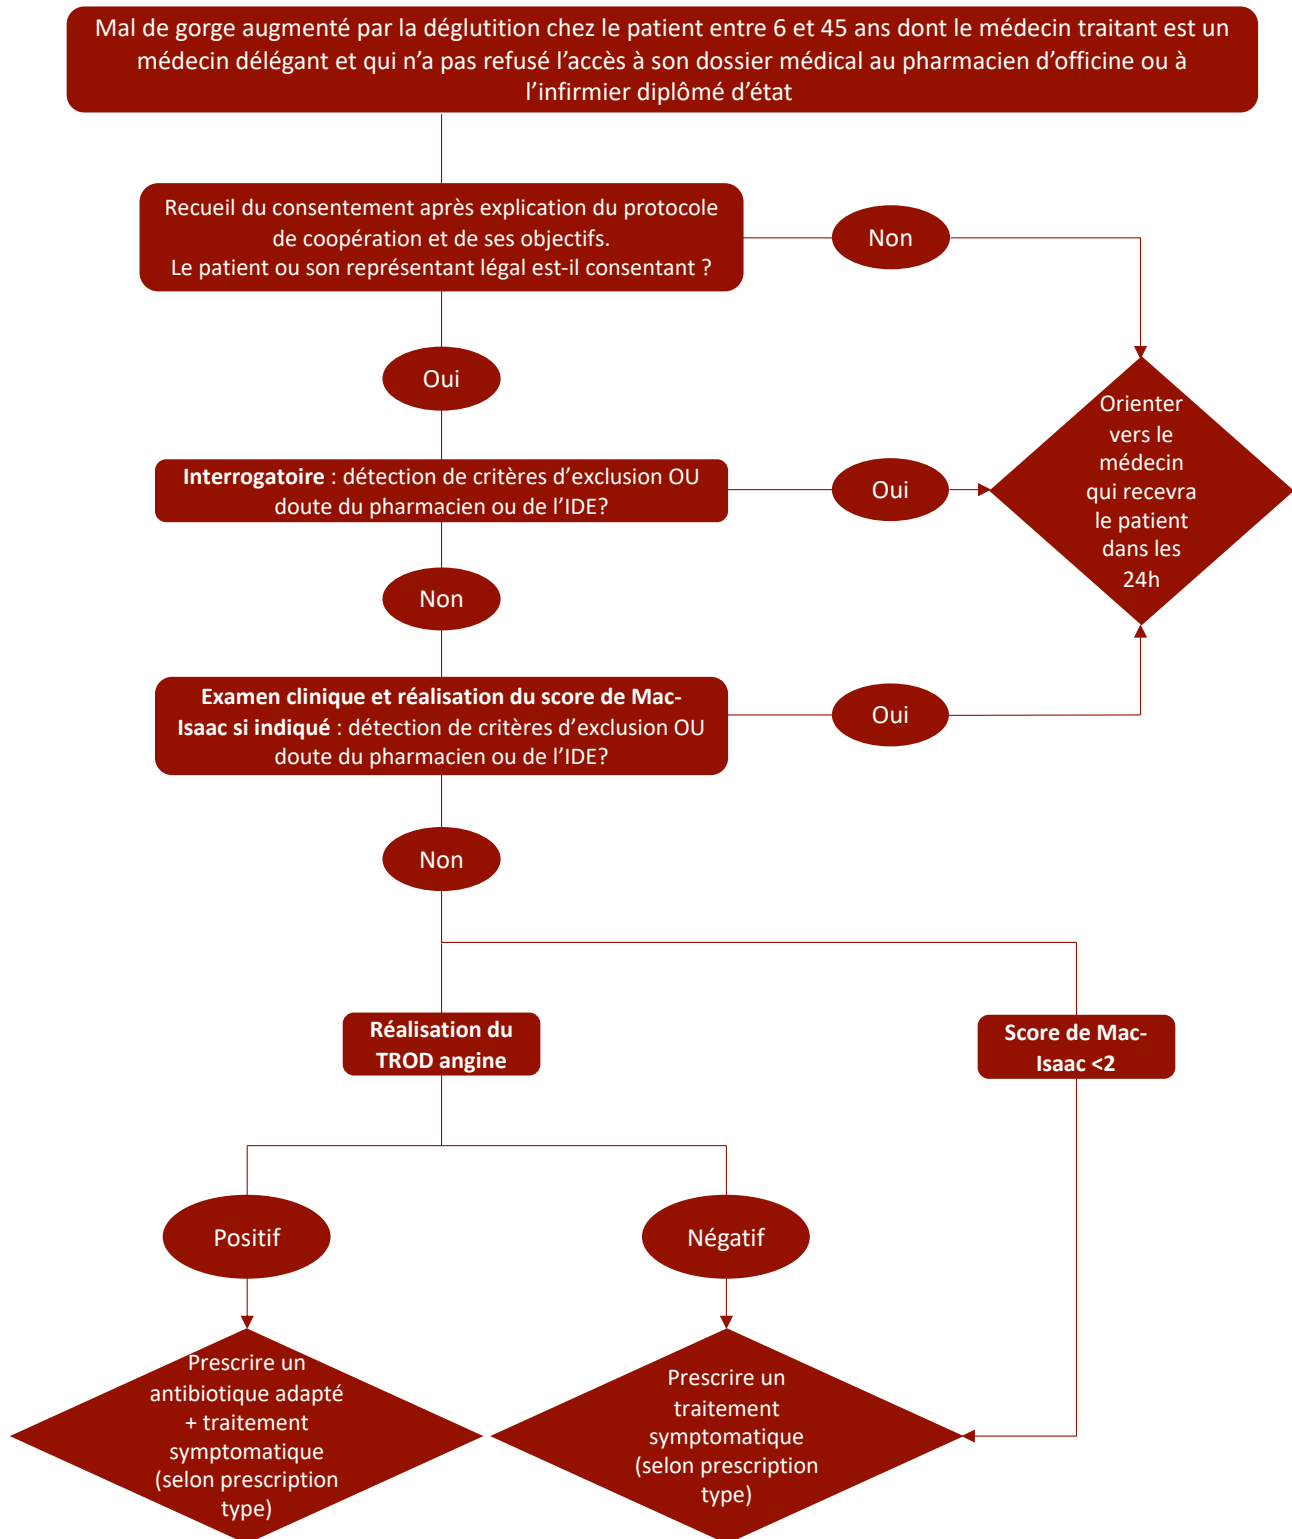 Mal de gorge augmenté par la déglutition chez le patient entre 6 et 45 ans dont le médecin traitant est un
médecin délégant et qui n’a pas refusé l’accès à son dossier médical au pharmacien d’officine ou à
l’infirmier diplômé d’état
Recueil du consentement après explication du protocole
de coopération et de ses objectifs.
Le patient ou son représentant légal est-il consentant ?
Non
Oui
Orienter
vers le
médecin
qui recevra
le patient
dans les
24h
Interrogatoire : détection de critères d’exclusion OU
doute du pharmacien ou de l’IDE?
Oui
Non
Examen clinique et réalisation du score de Mac-
Isaac si indiqué : détection de critères d’exclusion OU
doute du pharmacien ou de l’IDE?
Oui
Non
Réalisation du
TROD angine
Score de Mac-
Isaac <2
Positif
Négatif
Prescrire un
antibiotique adapté
+ traitement
symptomatique
(selon prescription
type)
Prescrire un
traitement
symptomatique
(selon prescription
type)